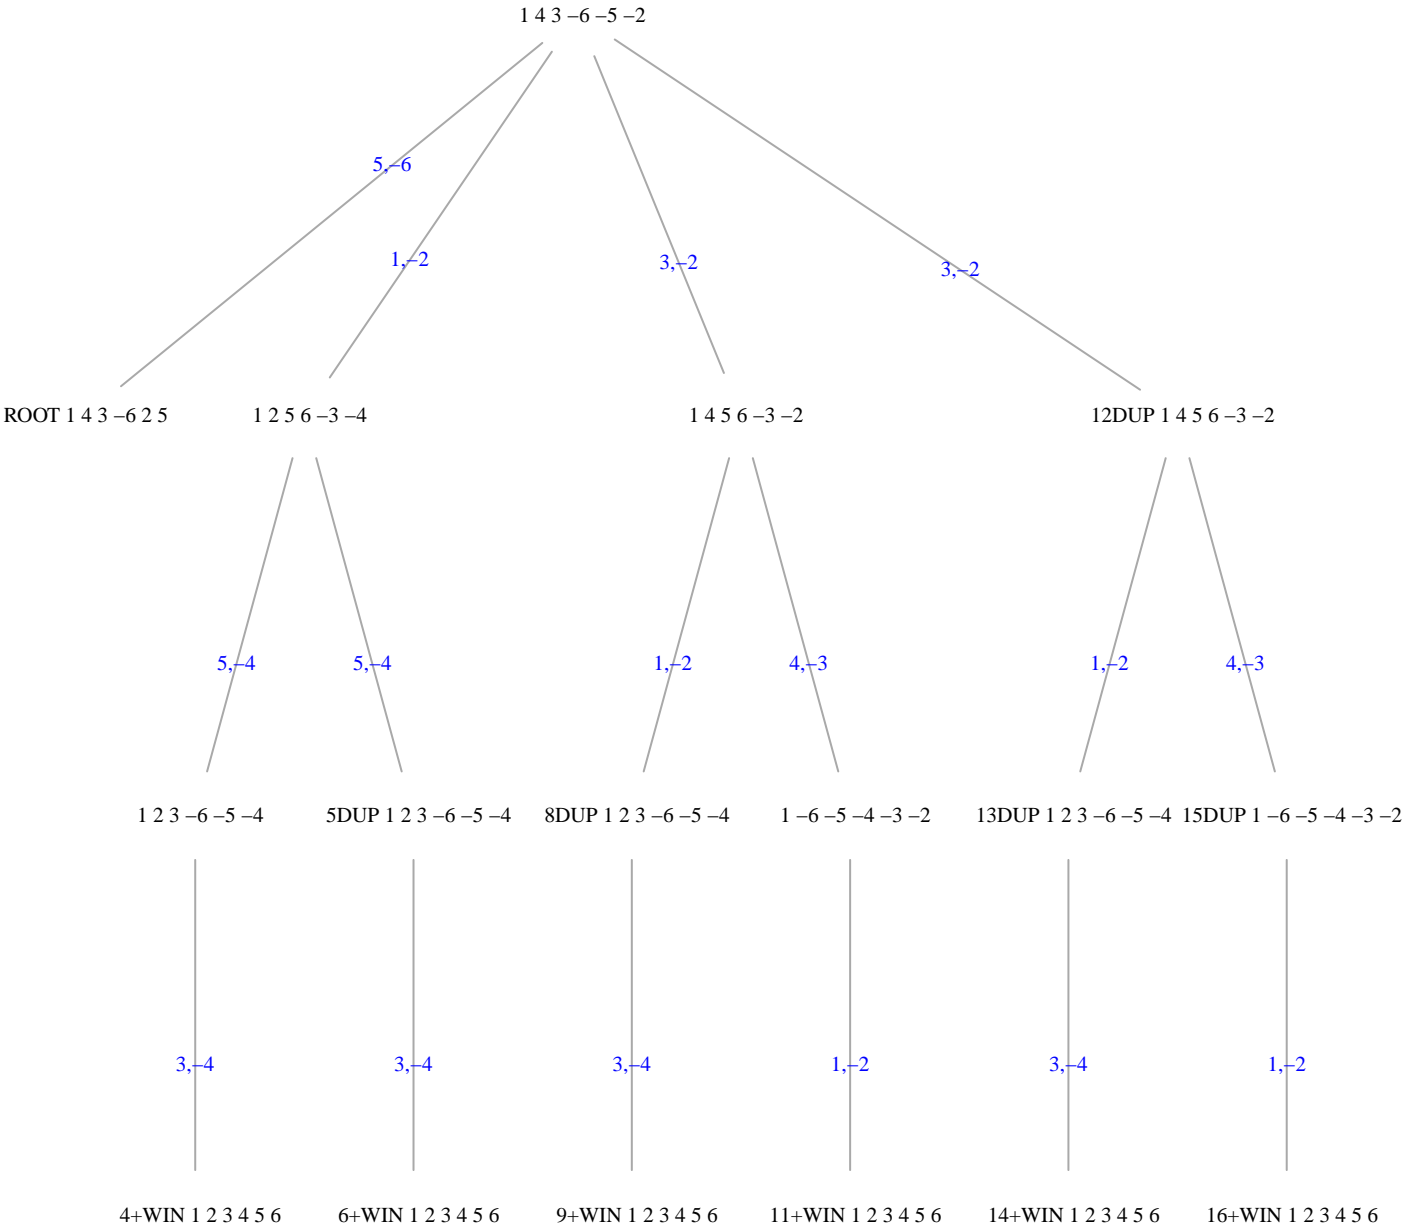 1 4 3 −6 −5 −2
5,−6
1,−2
3,−2
3,−2
ROOT 1 4 3 −6 2 5
1 2 5 6 −3 −4
1 4 5 6 −3 −2
12DUP 1 4 5 6 −3 −2
5,−4
5,−4
1,−2
4,−3
1,−2
4,−3
1 2 3 −6 −5 −4
5DUP 1 2 3 −6 −5 −4
8DUP 1 2 3 −6 −5 −4
1 −6 −5 −4 −3 −2
13DUP 1 2 3 −6 −5 −4
15DUP 1 −6 −5 −4 −3 −2
3,−4
3,−4
3,−4
1,−2
3,−4
1,−2
4+WIN 1 2 3 4 5 6
6+WIN 1 2 3 4 5 6
9+WIN 1 2 3 4 5 6
11+WIN 1 2 3 4 5 6
14+WIN 1 2 3 4 5 6
16+WIN 1 2 3 4 5 6